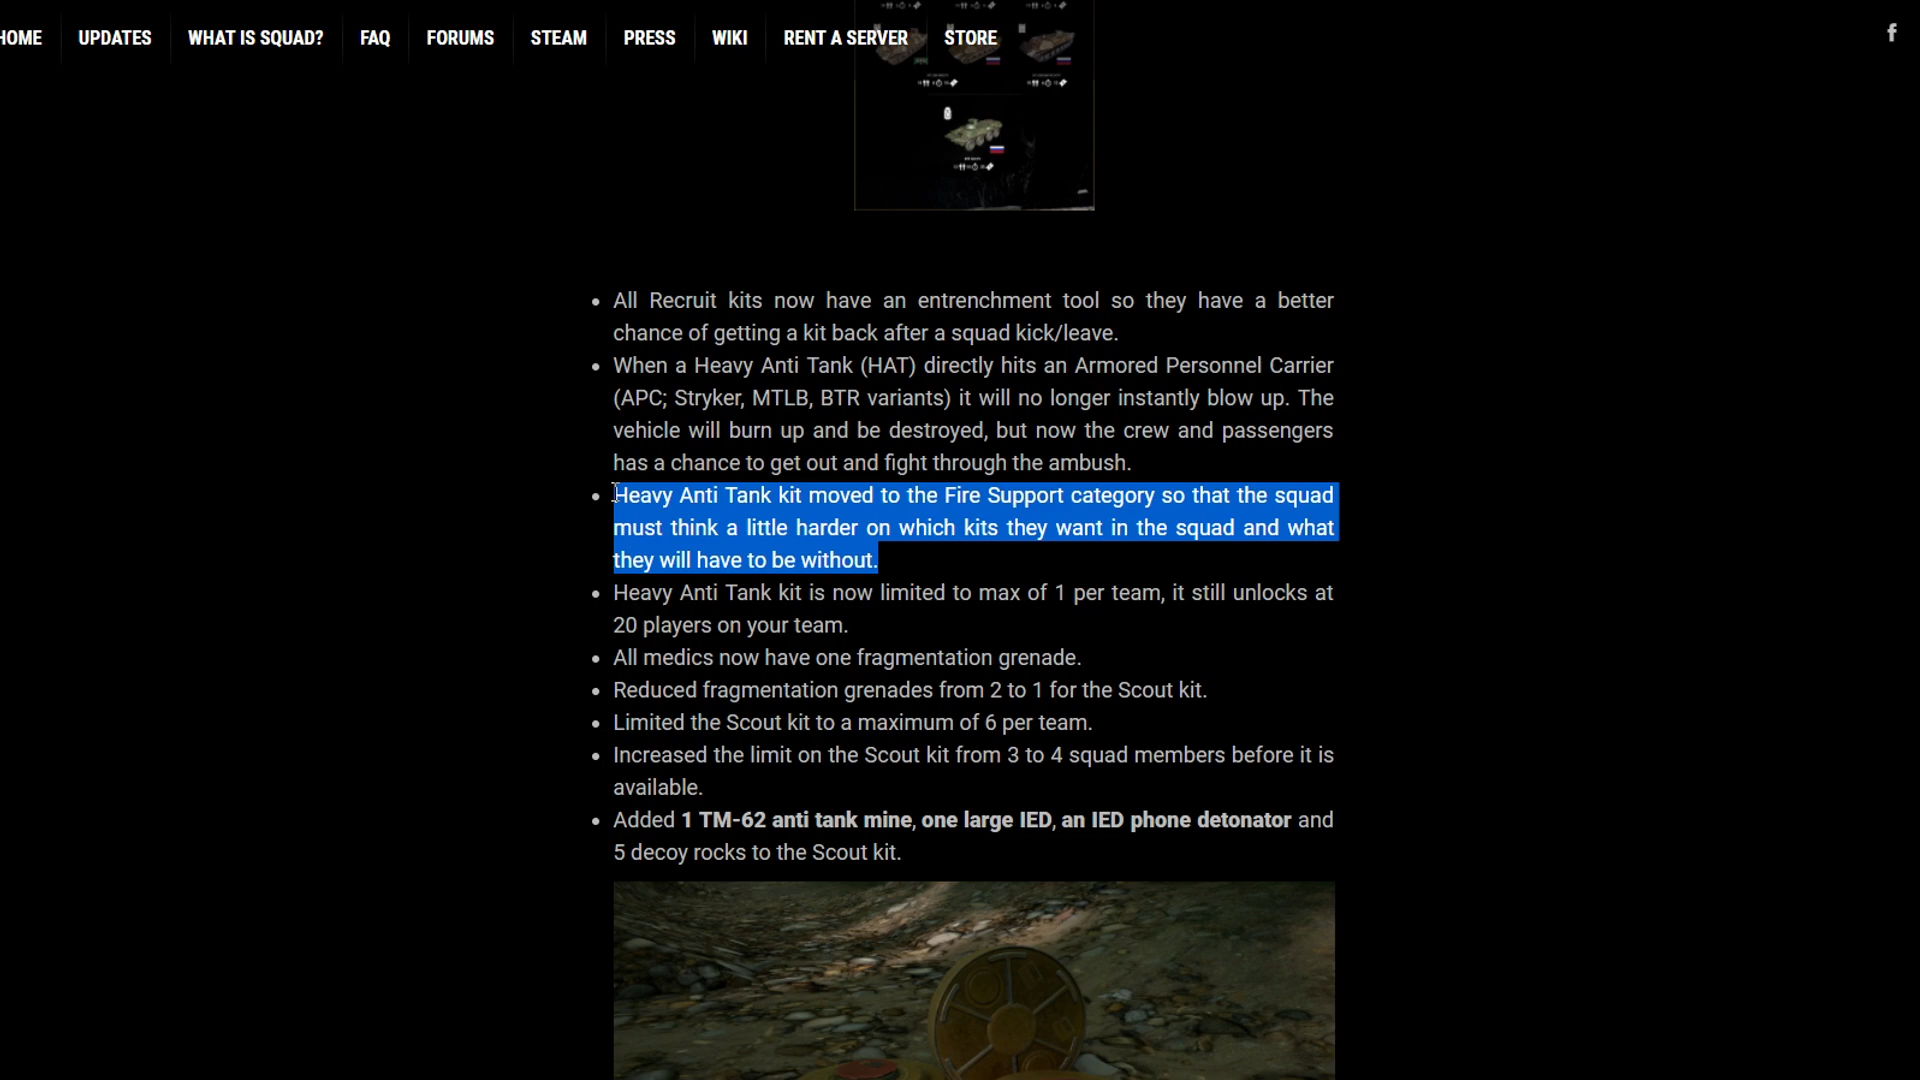 HOME UPDATES WHAT IS SQUAD? FAQ FORUMS STEAM PRESS WIKI RENT A SERVER STORE
All Recruit kits now have an entrenchment tool so they have a better
chance of getting a kit back after a squad kick/leave.
When a Heavy Anti Tank (HAT) directly hits an Armored Personnel Carrier
(APC; Stryker, MTLB, BTR variants) it will no longer instantly blow up. The
vehicle will burn up and be destroyed, but now the crew and passengers
has a chance to get out and fight through the ambush.
Heavy Anti Tank kit moved to the Fire Support category so that the squad
must think a little harder on which kits they want in the squad and what
they will have to be without.
Heavy Anti Tank kit is now limited to max of 1 per team, it still unlocks at
20 players on your team.
All medics now have one fragmentation grenade.
Reduced fragmentation grenades from 2 to 1 for the Scout kit.
Limited the Scout kit to a maximum of 6 per team.
Increased the limit on the Scout kit from 3 to 4 squad members before it is
available.
Added 1 TM-62 anti tank mine, one large IED, an IED phone detonator and
5 decoy rocks to the Scout kit.